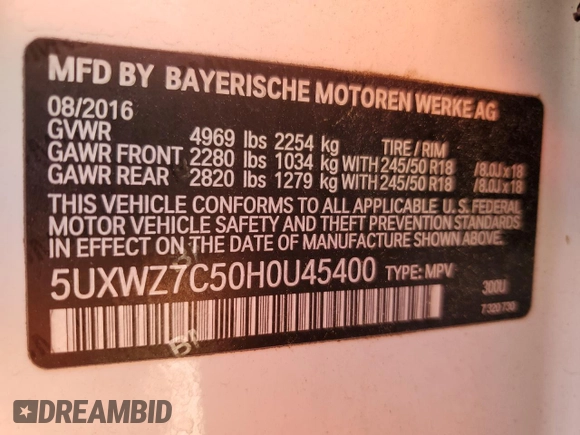 MFD BY BAYERISCHE MOTOREN WERKE AG
08/2016
GVWR 4969 lbs 2254 kg TIRE / RIM
GAWR FRONT 2280 lbs 1034 kg WITH 245/50 R18 /8.0J x 18
GAWR REAR 2820 lbs 1279 kg WITH 245/50 R18 /8.0J x 18
THIS VEHICLE CONFORMS TO ALL APPLICABLE U.S. FEDERAL
MOTOR VEHICLE SAFETY AND THEFT PREVENTION STANDARDS
IN EFFECT ON THE DATE OF MANUFACTURE SHOWN ABOVE.
5UXWZ7C50H0U45400 TYPE: MPV 300U
7320730
DREAMBID